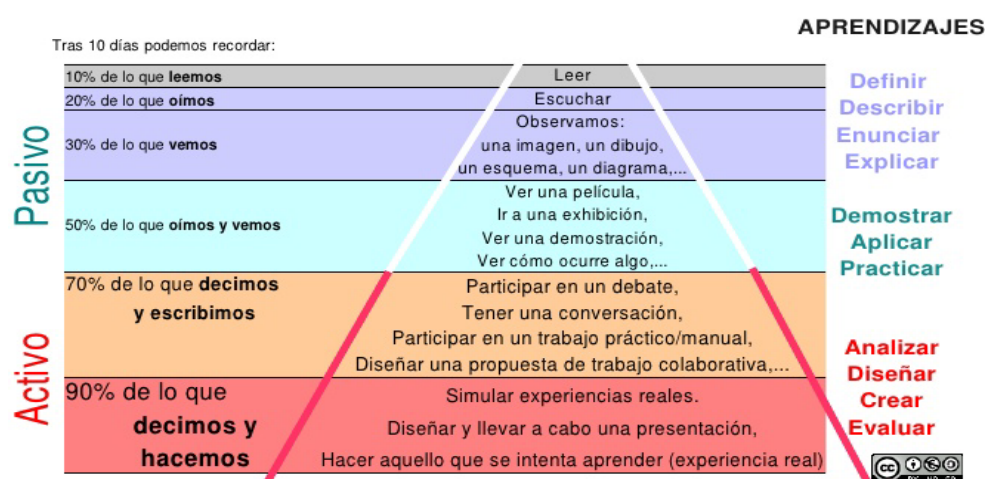 APRENDIZAJES
Tras 10 días podemos recordar:
Pasivo
10% de lo que leemos
Leer
20% de lo que oímos
Escuchar
30% de lo que vemos
Observamos:
una imagen, un dibujo,
un esquema, un diagrama,...
Definir
Describir
Enunciar
Explicar
50% de lo que oímos y vemos
Ver una película,
Ir a una exhibición,
Ver una demostración,
Ver cómo ocurre algo,...
Demostrar
Aplicar
Practicar
Activo
70% de lo que decimos
y escribimos
Participar en un debate,
Tener una conversación,
Participar en un trabajo práctico/manual,
Diseñar una propuesta de trabajo colaborativa,...
90% de lo que
decimos y
hacemos
Simular experiencias reales.
Diseñar y llevar a cabo una presentación,
Hacer aquello que se intenta aprender (experiencia real)
Analizar
Diseñar
Crear
Evaluar
cc